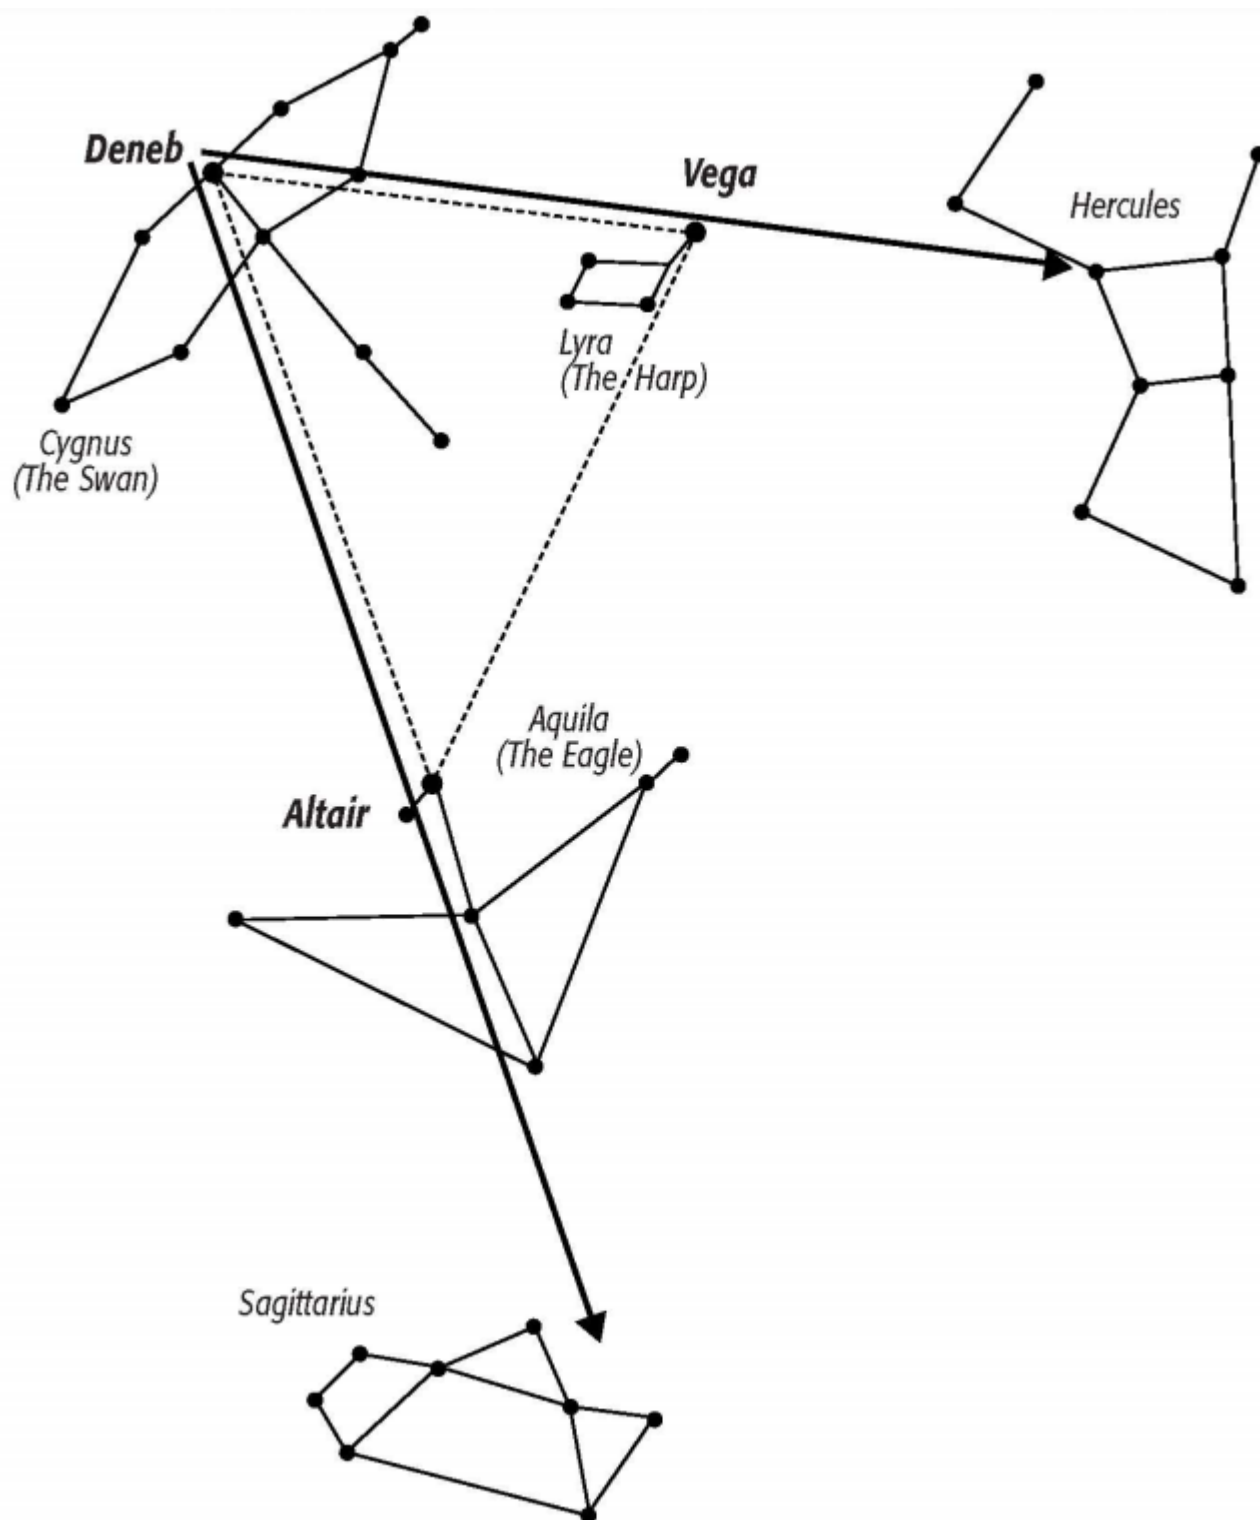 Deneb
Vega
Hercules
Lyra
(The Harp)
Cygnus
(The Swan)
Aquila
(The Eagle)
Altair
Sagittarius